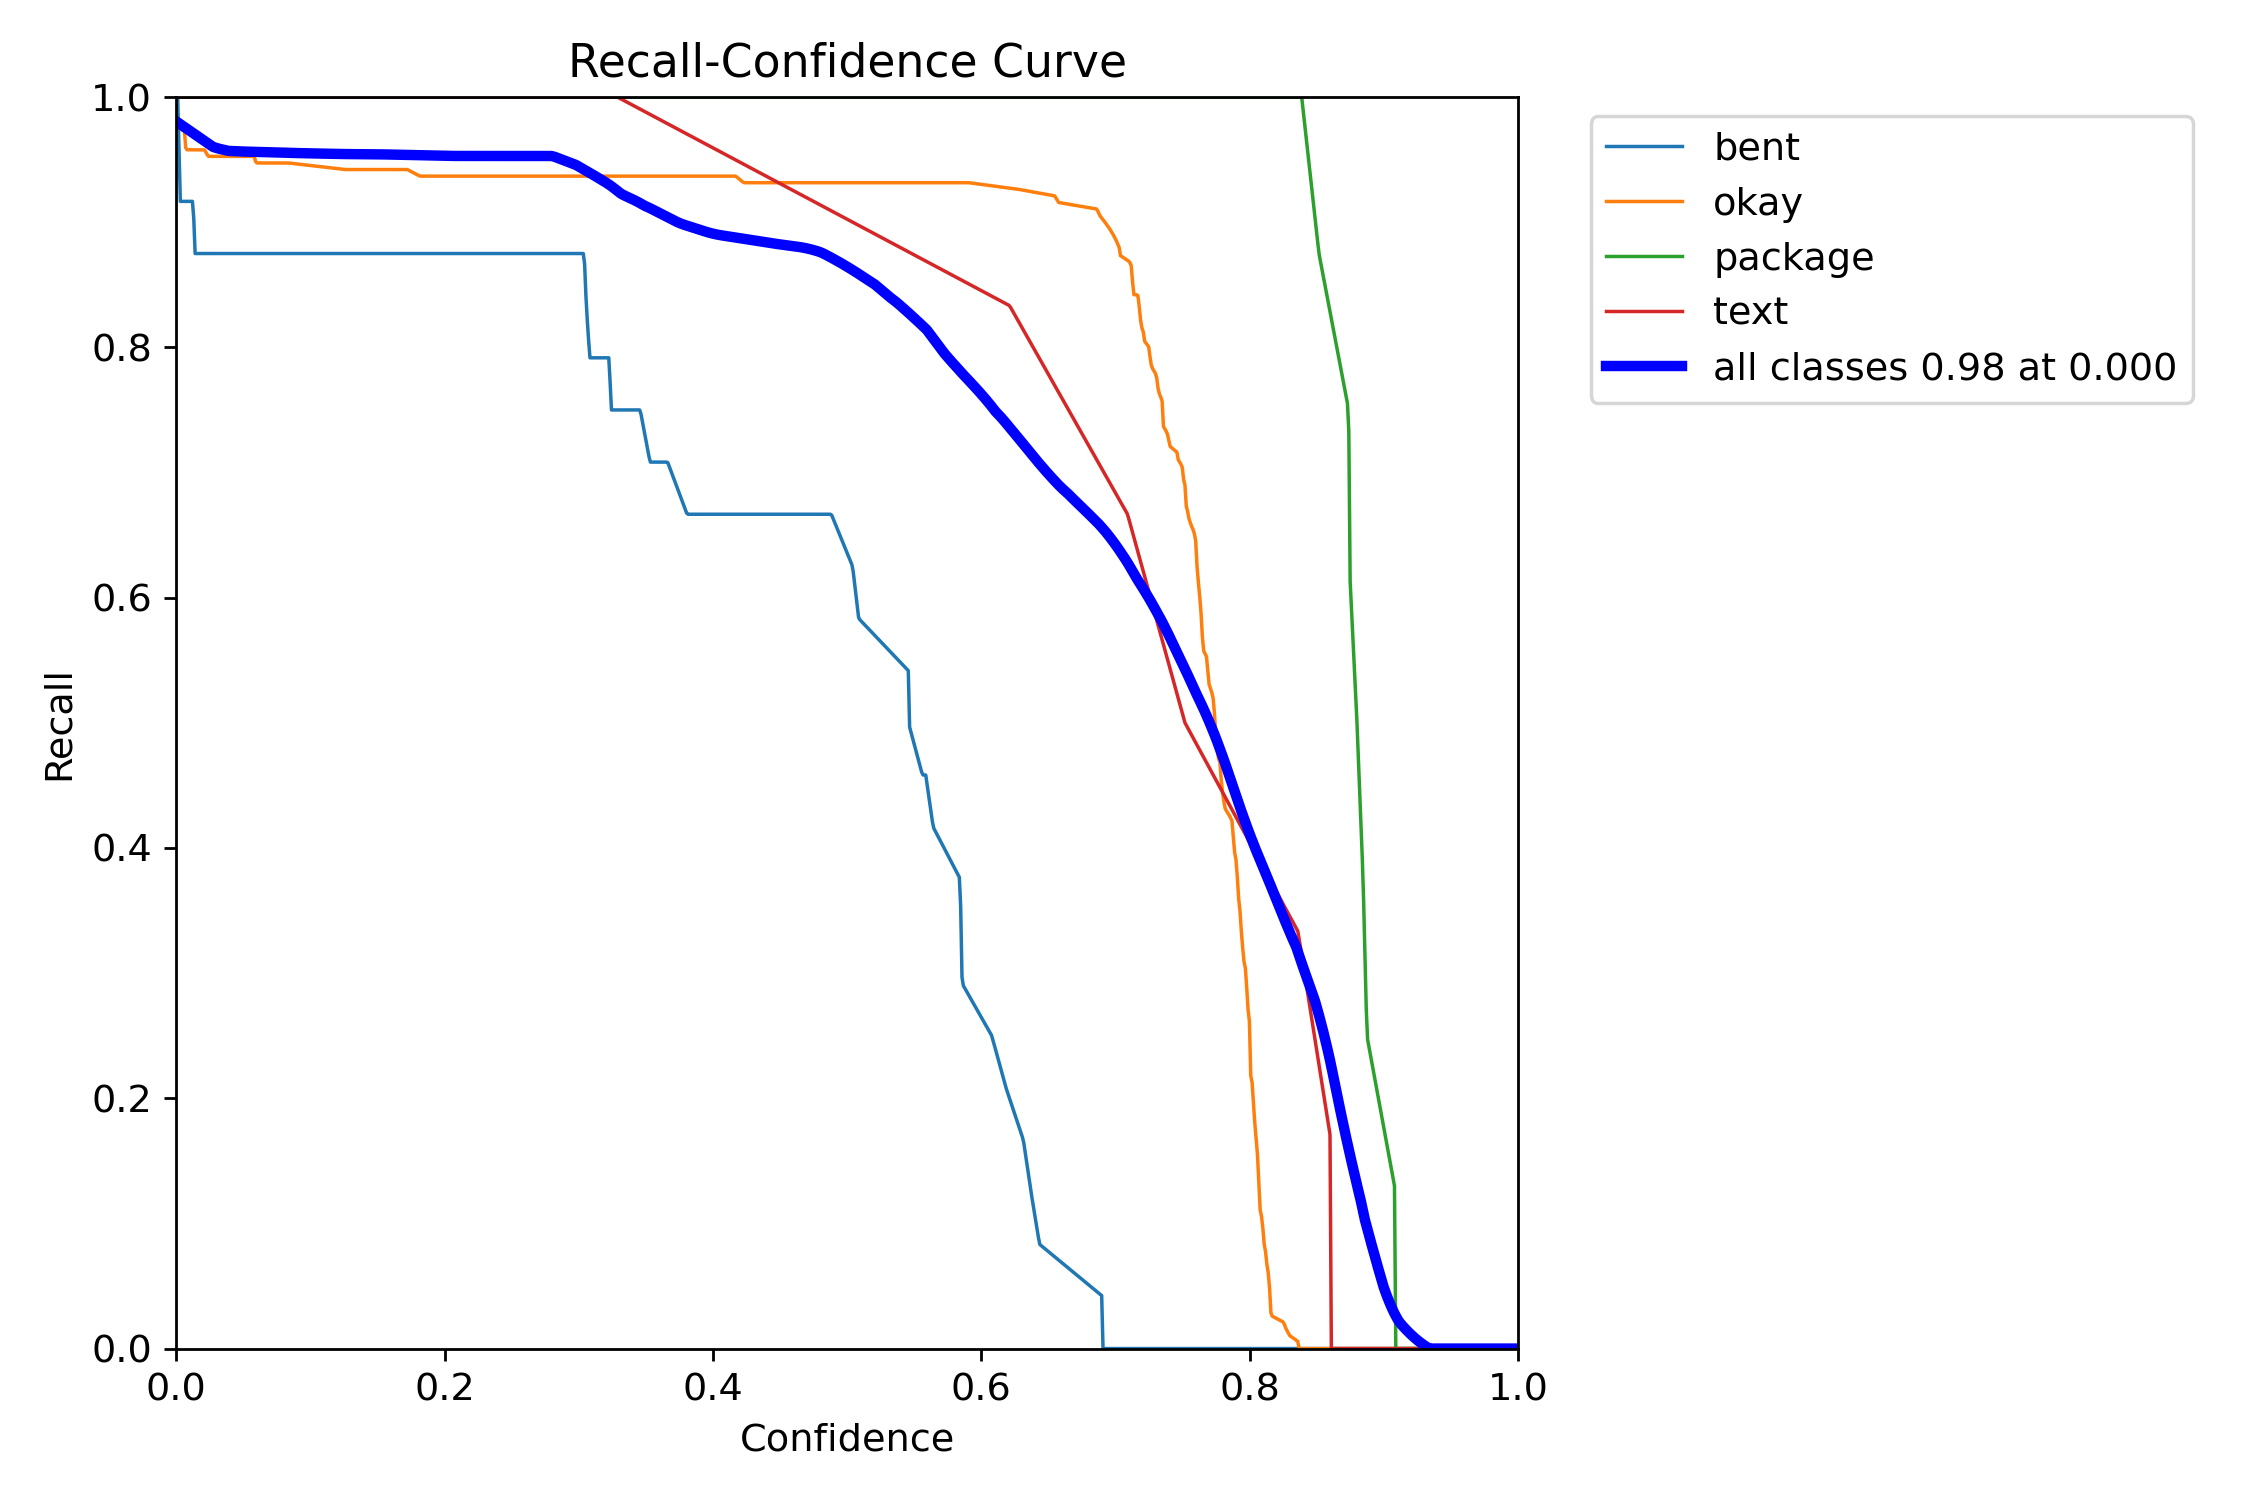 Recall-Confidence Curve
1.0
0.8
0.6
0.4
0.2
0.0
Recall
0.0 0.2 0.4 0.6 0.8 1.0
Confidence
bent
okay
package
text
all classes 0.98 at 0.000